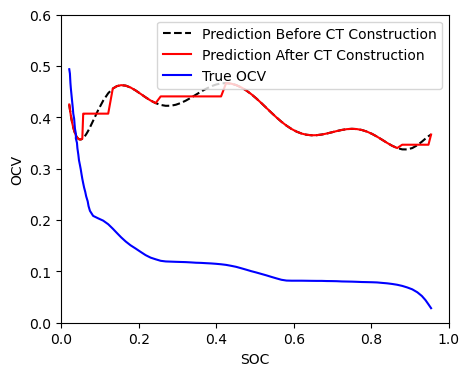 Prediction Before CT Construction
Prediction After CT Construction
True OCV
0.6
0.5
0.4
0.3
0.2
0.1
0.0
OCV
0.0 0.2 0.4 0.6 0.8 1.0
SOC